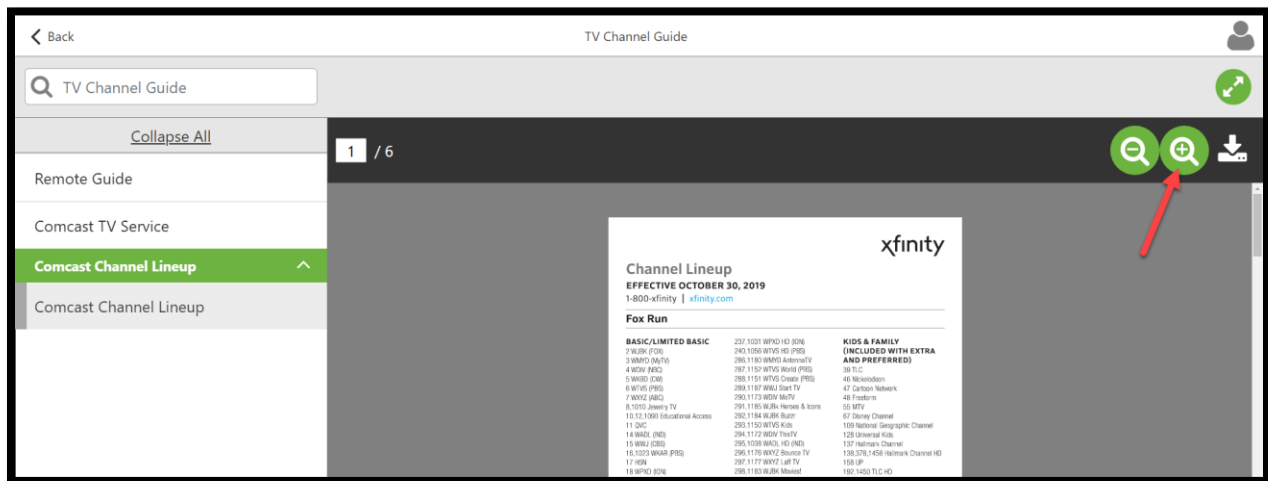 Back
TV Channel Guide
TV Channel Guide
Collapse All
1 / 6
Remote Guide
Comcast TV Service
Comcast Channel Lineup
Comcast Channel Lineup
xfinity
Channel Lineup
EFFECTIVE OCTOBER 30, 2019
1-800-xfinity | xfinity.com
Fox Run
BASIC/LIMITED BASIC
2 WJBK (FOX)
3 WMYD (MyTV)
4 WDIV (NBC)
5 WKBD (CW)
6 WTVS (PBS)
7 WXYZ (ABC)
8,1010 Jewelry TV
10,12,1090 Educational Access
11 QVC
14 WADL (IND)
15 WWJ (CBS)
16,1023 WKAR (PBS)
17 HSN
18 WPXD (ION)
237,1031 WPXD HD (ION)
240,1056 WTVS HD (PBS)
286,1180 WMYD AntennaTV
287,1152 WTVS World (PBS)
288,1151 WTVS Create (PBS)
289,1187 WWJ Start TV
290,1173 WDIV MeTV
291,1185 WJBK Heroes & Icons
292,1184 WJBK Buzzr
293,1150 WTVS Kids
294,1172 WDIV ThisTV
295,1038 WADL HD (IND)
296,1178 WXYZ Bounce TV
297,1177 WXYZ Laff TV
298,1183 WJBK Movies!
KIDS & FAMILY
(INCLUDED WITH EXTRA
AND PREFERRED)
39 TLC
46 Nickelodeon
47 Cartoon Network
48 Freeform
55 MTV
67 Disney Channel
109 National Geographic Channel
128 Universal Kids
137 Hallmark Channel
138,378,1458 Hallmark Channel HD
158 UP
192,1450 TLC HD